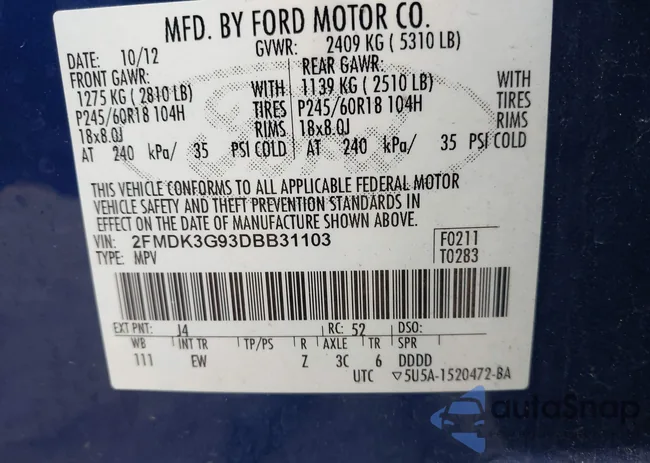 MFD. BY FORD MOTOR CO.
DATE: 10/12 GVWR: 2409 KG ( 5310 LB)
FRONT GAWR: REAR GAWR:
1275 KG ( 2810 LB) WITH 1139 KG ( 2510 LB) WITH
P245/60R18 104H TIRES P245/60R18 104H TIRES
18x8.0J RIMS 18x8.0J RIMS
AT 240 kPa/ 35 PSI COLD AT 240 kPa/ 35 PSI COLD
THIS VEHICLE CONFORMS TO ALL APPLICABLE FEDERAL MOTOR
VEHICLE SAFETY AND THEFT PREVENTION STANDARDS IN
EFFECT ON THE DATE OF MANUFACTURE SHOWN ABOVE.
VIN: 2FMDK3G93DBB31103 F0211
TYPE: MPV T0283
EXT PNT: J4 RC: 52 DSO:
WB INT TR TP/PS R AXLE TR SPR
111 EW Z 3C 6 DDDD
UTC ▽5U5A-1520472-BA
autoSnap